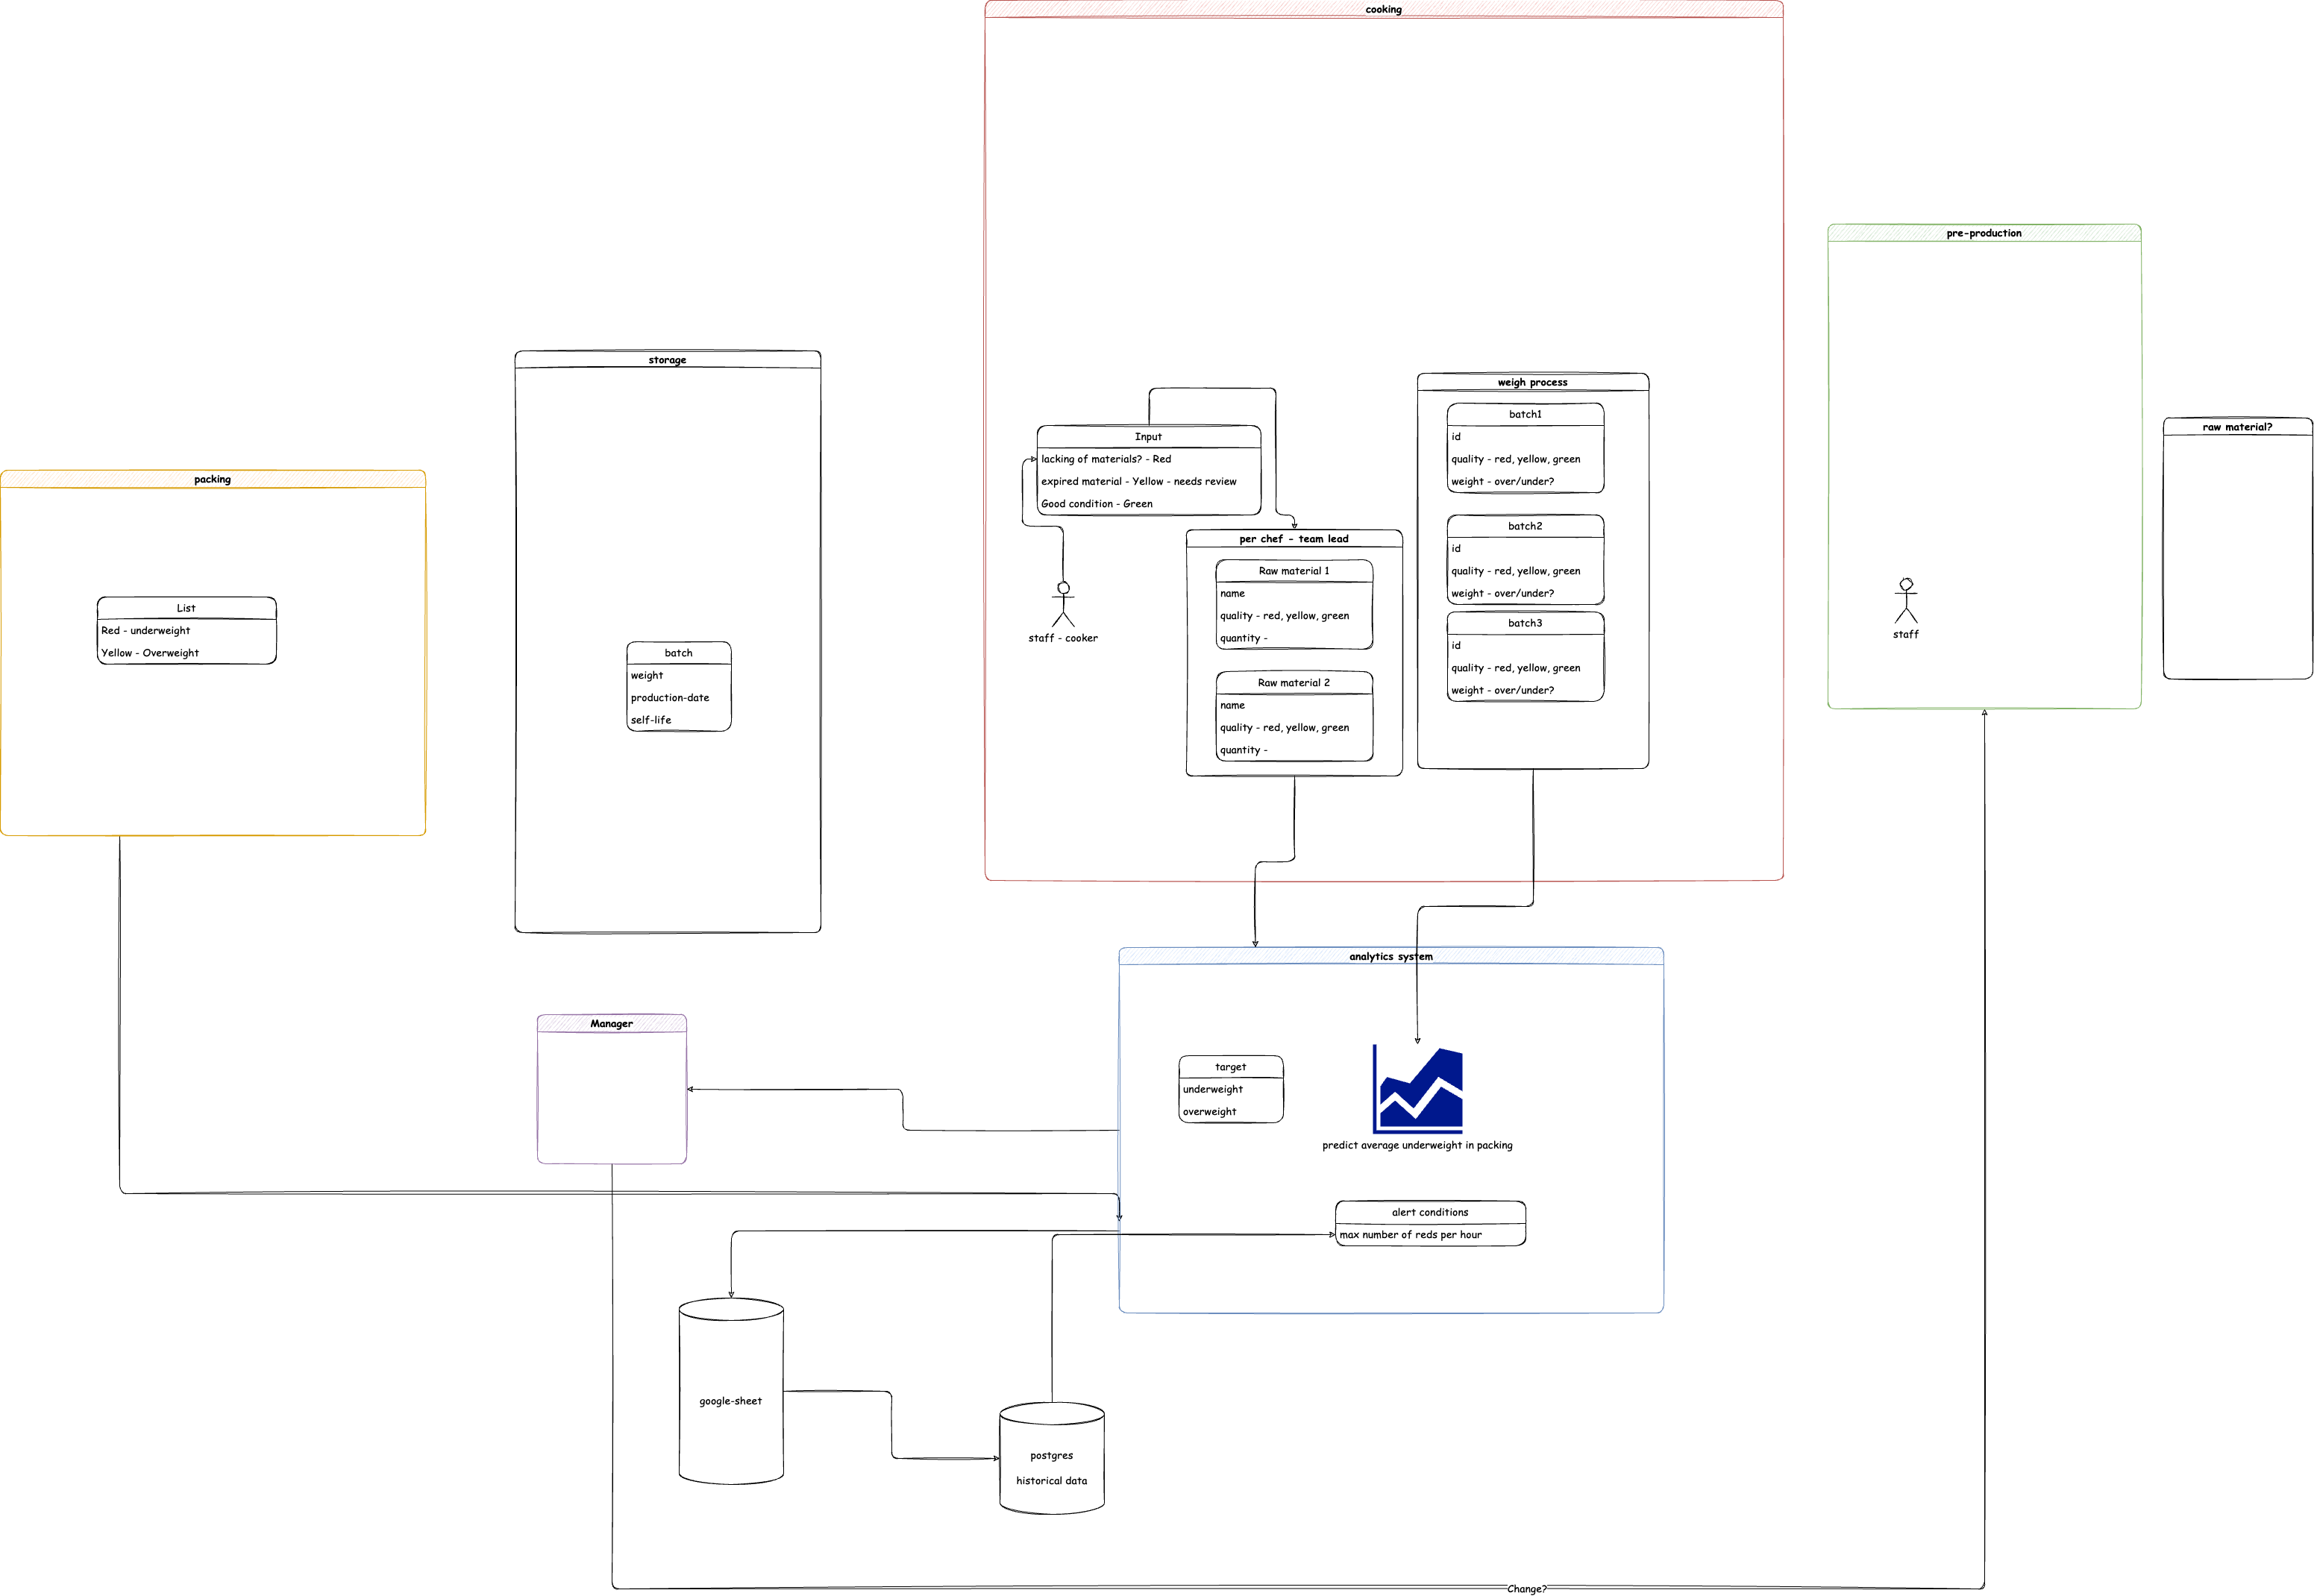 cooking
pre-production
storage
weigh process
batch1
id
quality - red, yellow, green
weight - over/under?
batch2
id
quality - red, yellow, green
weight - over/under?
batch3
id
quality - red, yellow, green
weight - over/under?
raw material?
Input
lacking of materials? - Red
expired material - Yellow - needs review
Good condition - Green
packing
List
Red - underweight
Yellow - Overweight
per chef - team lead
Raw material 1
name
quality - red, yellow, green
quantity -
Raw material 2
name
quality - red, yellow, green
quantity -
staff - cooker
staff
batch
weight
production-date
self-life
analytics system
Manager
target
underweight
overweight
predict average underweight in packing
alert conditions
max number of reds per hour
google-sheet
postgres
historical data
Change?